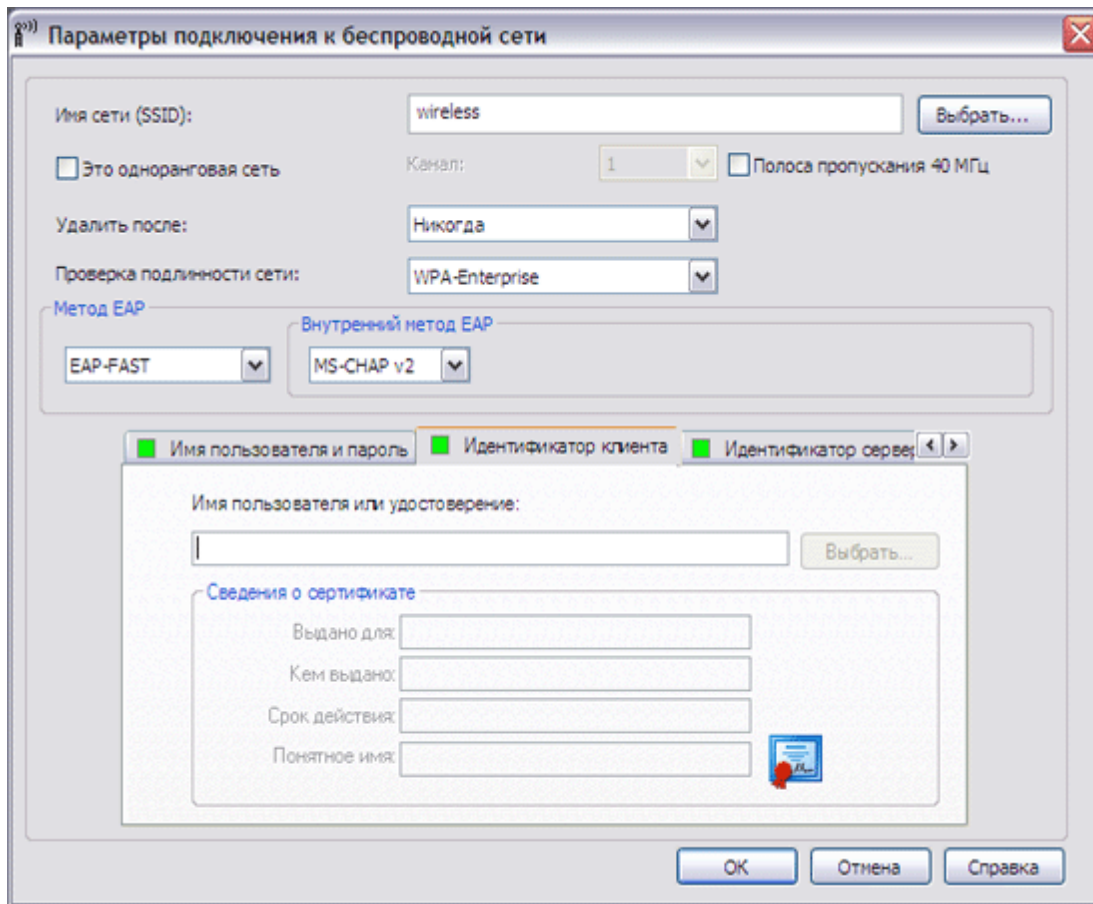 Параметры подключения к беспроводной сети
Имя сети (SSID): wireless Выбрать...
Это одноранговая сеть Канал: 1 Полоса пропускания 40 МГц
Удалить после: Никогда
Проверка подлинности сети: WPA-Enterprise
Метод EAP
Внутренний метод EAP
EAP-FAST MS-CHAP v2
Имя пользователя и пароль Идентификатор клиента Идентификатор сервер
Имя пользователя или удостоверение:
Выбрать...
Сведения о сертификате
Выдано для:
Кем выдано:
Срок действия:
Понятное имя:
OK Отмена Справка